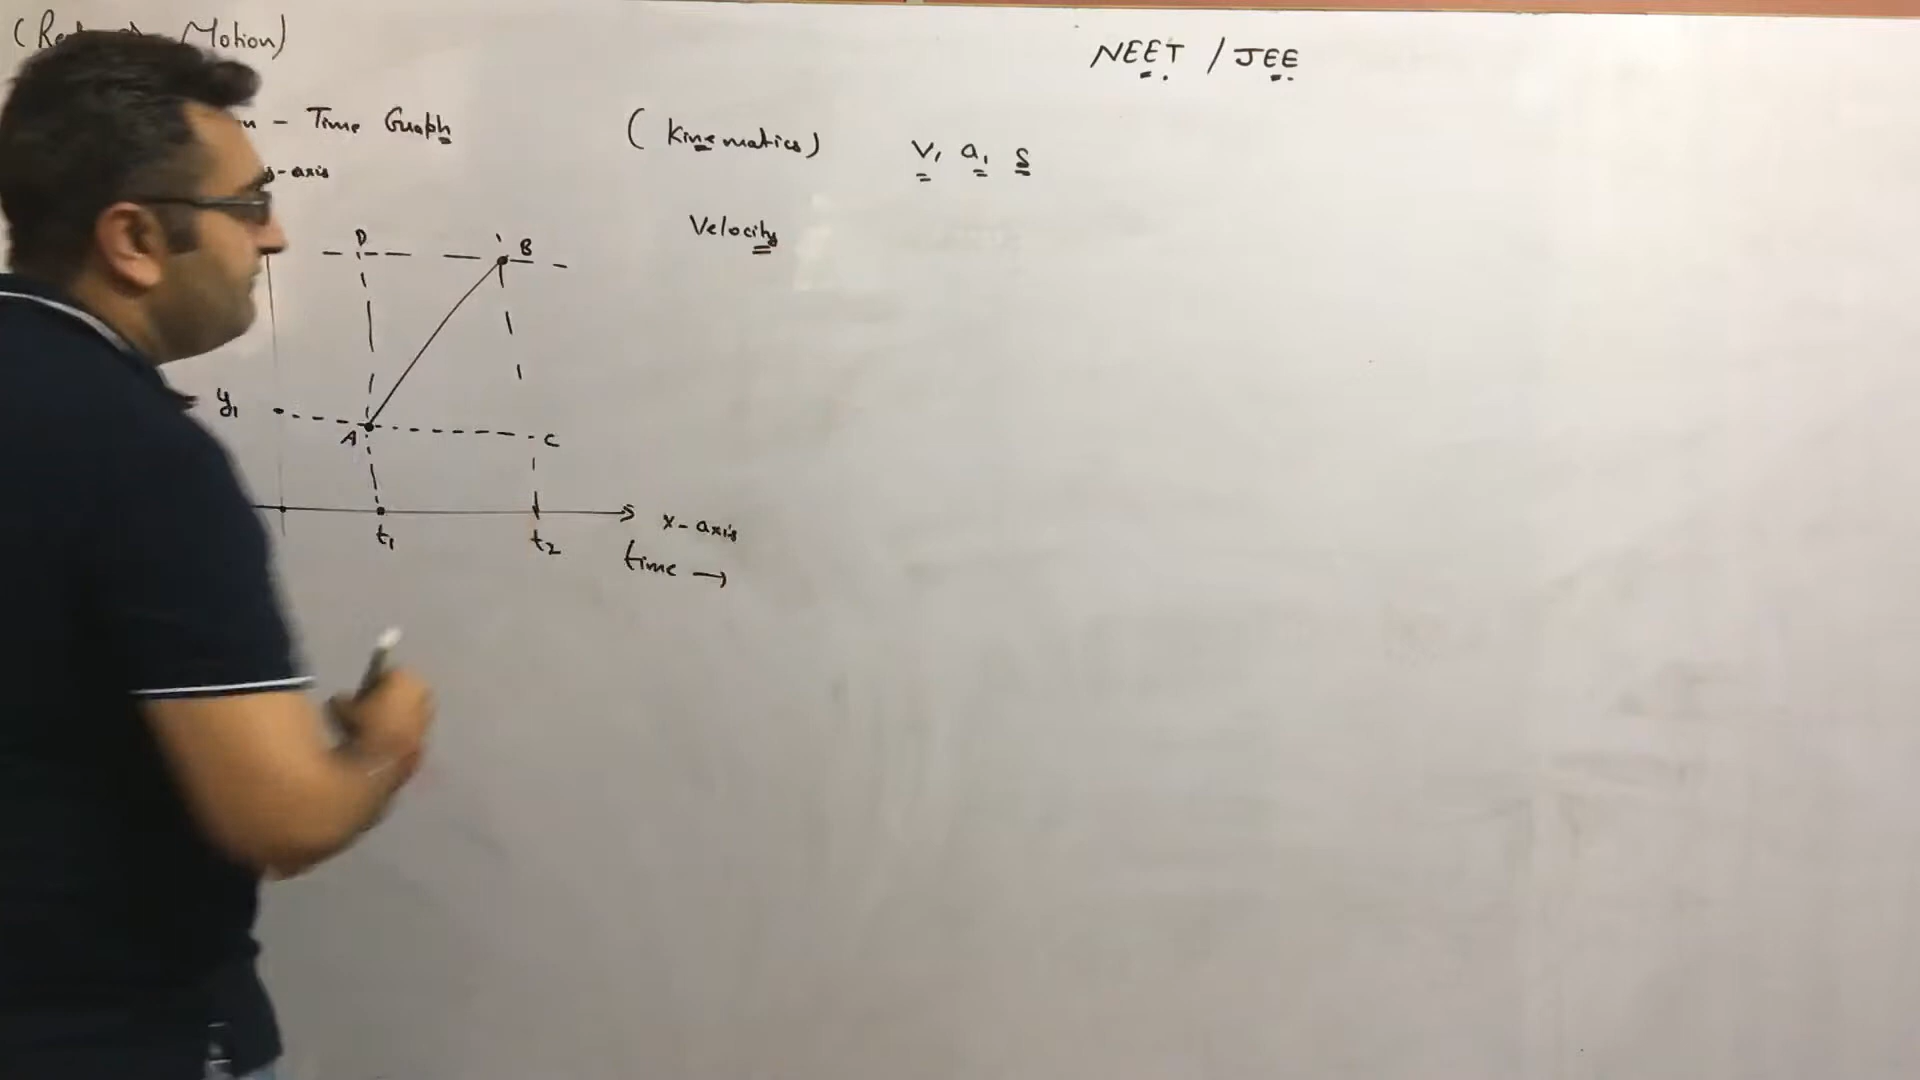 Motion)
NEET / JEE
n - Time Graph
(Kinematics) v, a, s
y-axis
Velocity
D
B
y₁
A
C
x-axis
t₁
t₂
time →